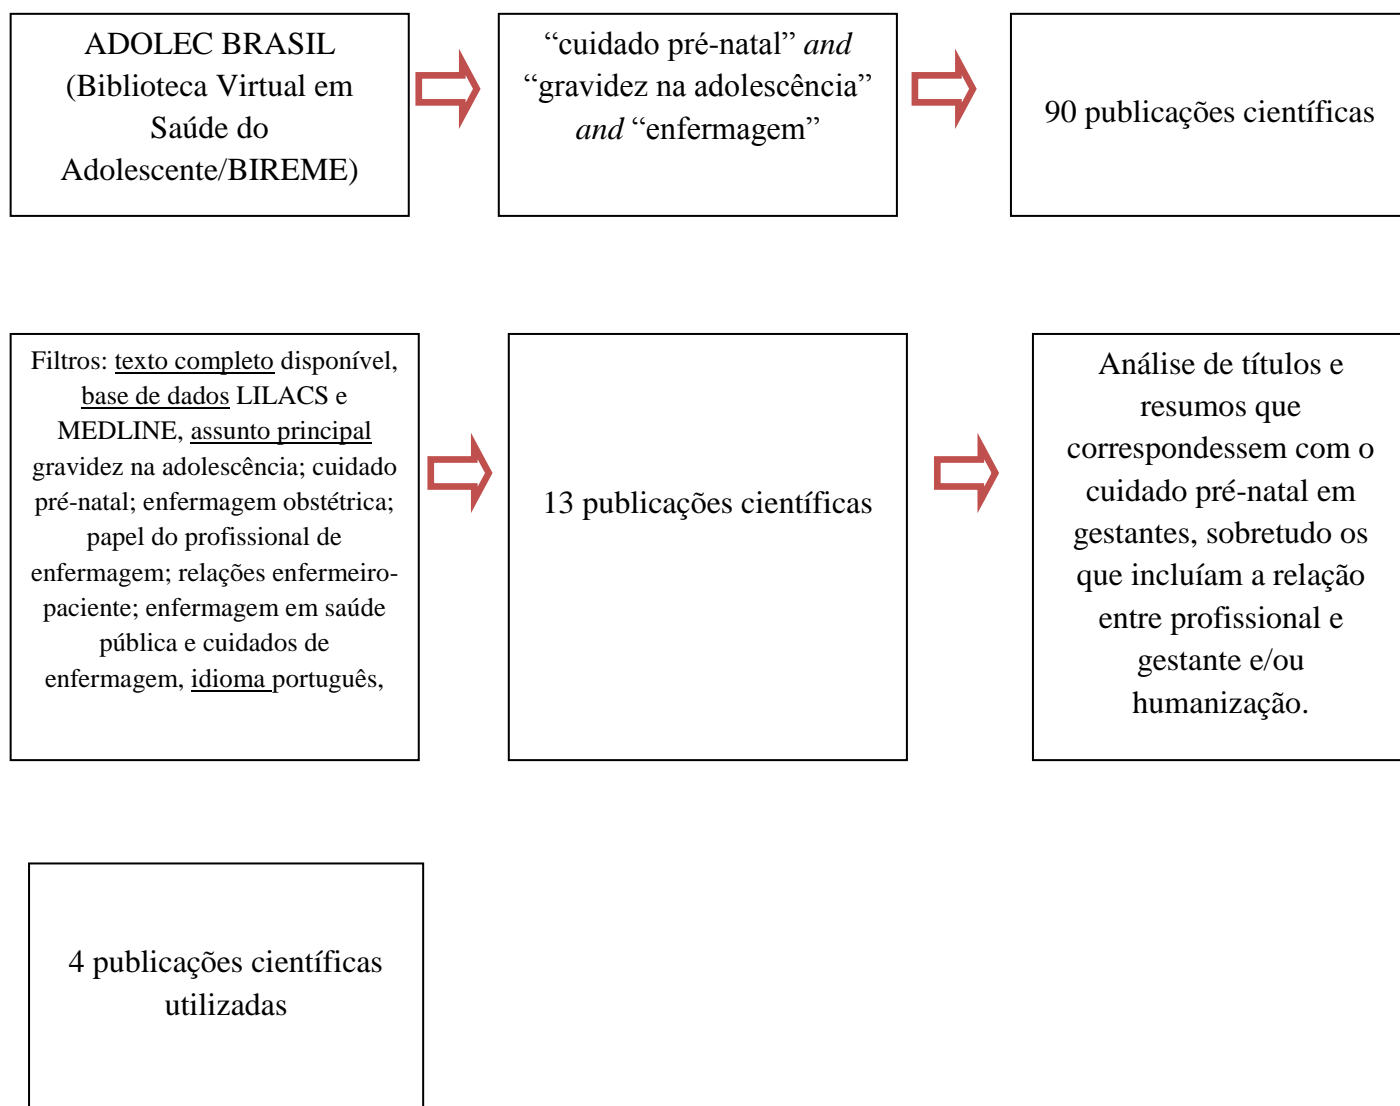 ADOLEC BRASIL
(Biblioteca Virtual em
Saúde do
Adolescente/BIREME)
“cuidado pré-natal” and
“gravidez na adolescência”
and “enfermagem”
90 publicações científicas
Filtros: texto completo disponível,
base de dados LILACS e
MEDLINE, assunto principal
gravidez na adolescência; cuidado
pré-natal; enfermagem obstétrica;
papel do profissional de
enfermagem; relações enfermeiro-
paciente; enfermagem em saúde
pública e cuidados de
enfermagem, idioma português,
13 publicações científicas
Análise de títulos e
resumos que
correspondessem com o
cuidado pré-natal em
gestantes, sobretudo os
que incluíam a relação
entre profissional e
gestante e/ou
humanização.
4 publicações científicas
utilizadas